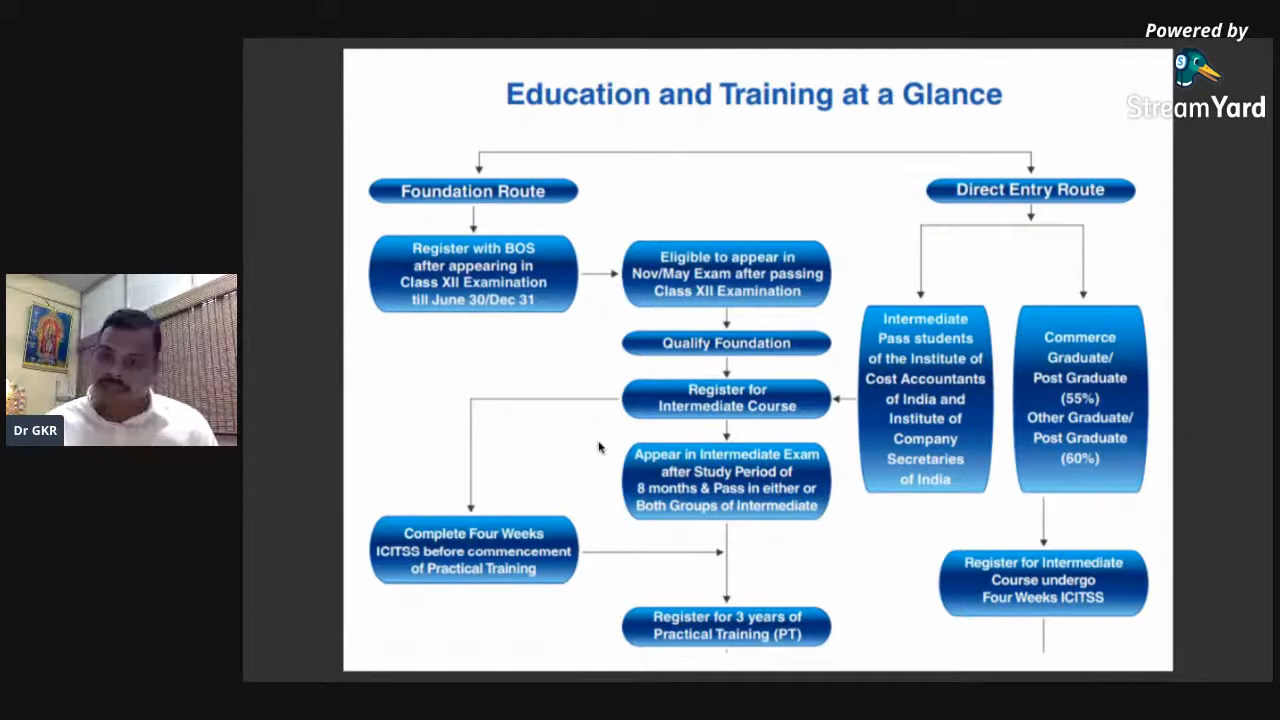 Powered by
StreamYard
Education and Training at a Glance
Foundation Route
Direct Entry Route
Register with BOS
after appearing in
Class XII Examination
till June 30/Dec 31
Eligible to appear in
Nov/May Exam after passing
Class XII Examination
Qualify Foundation
Register for
Intermediate Course
Appear in Intermediate Exam
after Study Period of
8 months & Pass in either or
Both Groups of Intermediate
Intermediate
Pass students
of the Institute of
Cost Accountants
of India and
Institute of
Company
Secretaries
of India
Commerce
Graduate/
Post Graduate
(55%)
Other Graduate/
Post Graduate
(60%)
Complete Four Weeks
ICITSS before commencement
of Practical Training
Register for Intermediate
Course undergo
Four Weeks ICITSS
Register for 3 years of
Practical Training (PT)
Dr GKR